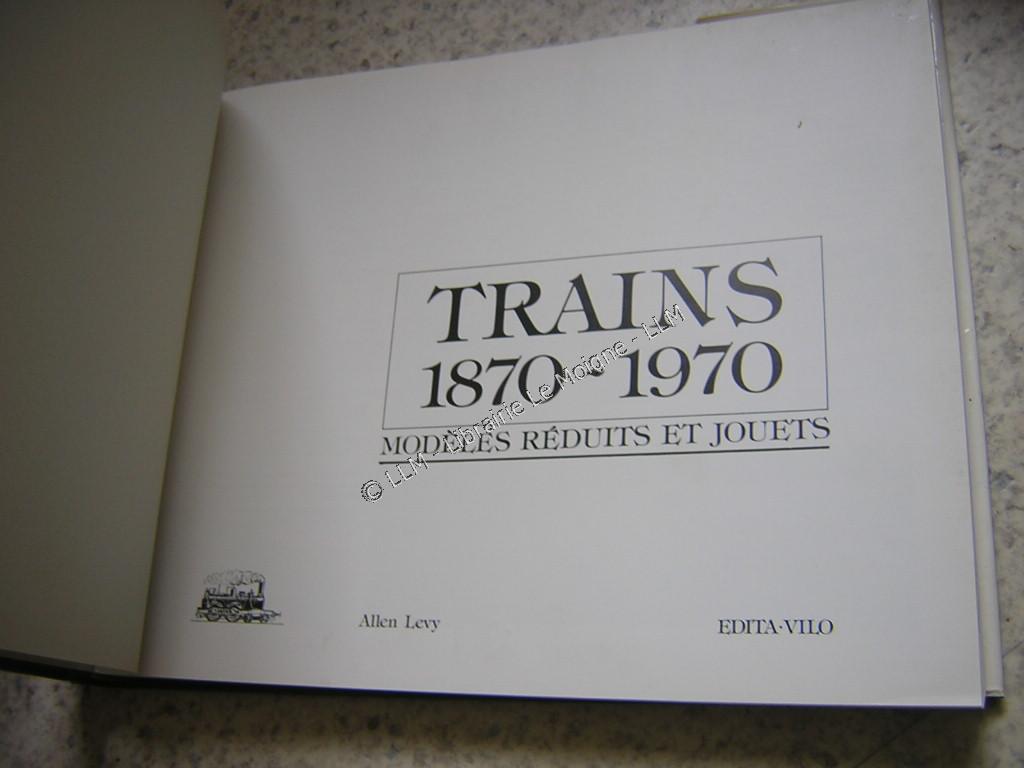 TRAINS
1870~1970
MODÈLES RÉDUITS ET JOUETS
© LLM - Librairie Le Moigne - LLM
Allen Levy
EDITA·VILO